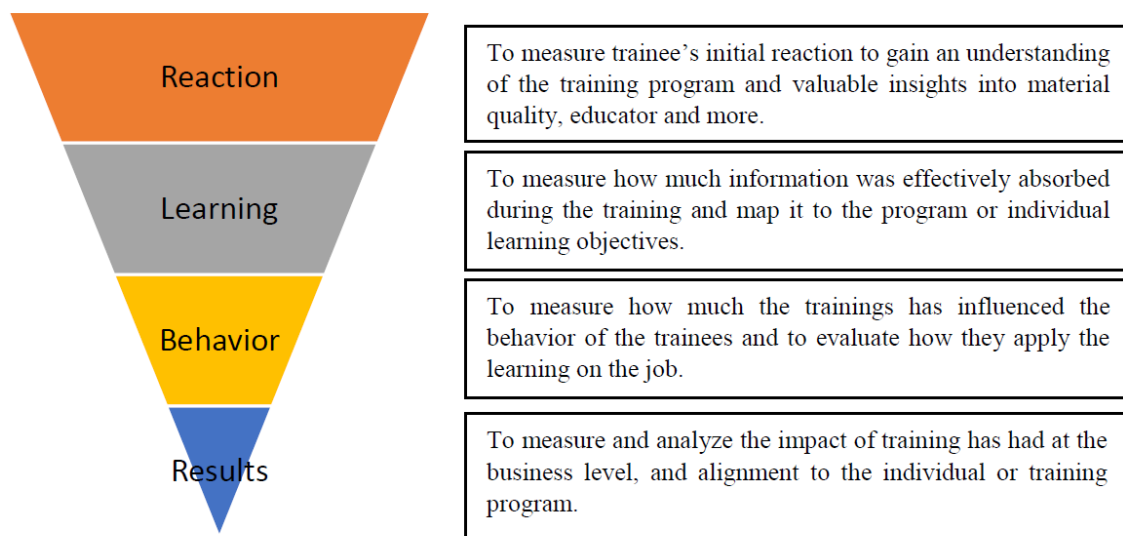 Reaction
To measure trainee’s initial reaction to gain an understanding
of the training program and valuable insights into material
quality, educator and more.
Learning
To measure how much information was effectively absorbed
during the training and map it to the program or individual
learning objectives.
Behavior
To measure how much the trainings has influenced the
behavior of the trainees and to evaluate how they apply the
learning on the job.
Results
To measure and analyze the impact of training has had at the
business level, and alignment to the individual or training
program.